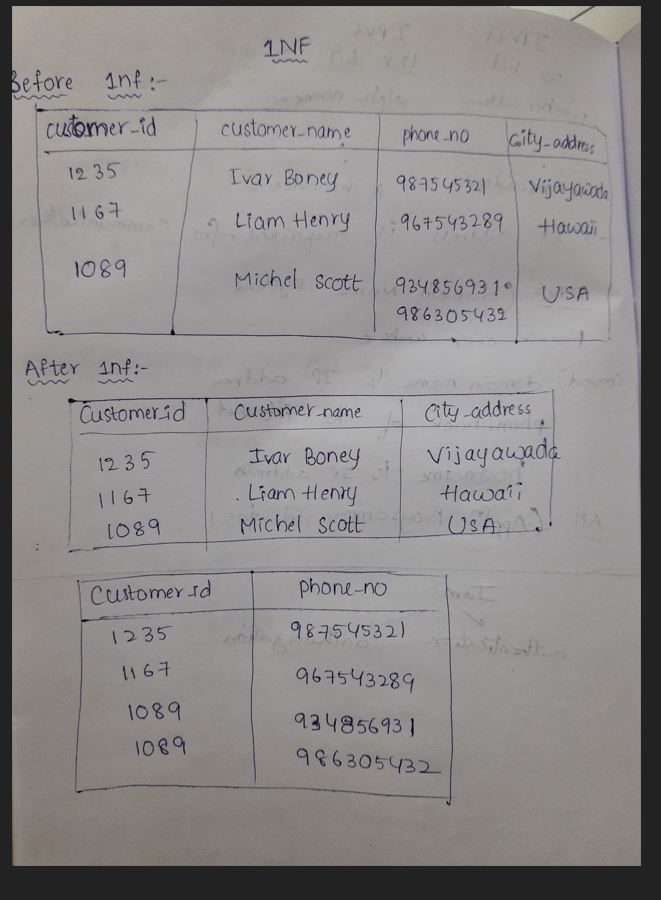 1NF
Before 1nf:-
customer_id customer_name phone_no City_address
1235 Ivar Boney 987545321 Vijayawada
1167 Liam Henry 967543289 Hawaii
1089 Michel Scott 934856931 USA
986305432
After 1nf:-
Customer_id Customer_name City_address
1235 Ivar Boney Vijayawada
1167 Liam Henry Hawaii
1089 Michel Scott USA
Customer_id phone_no
1235 987545321
1167 967543289
1089 934856931
1089 986305432